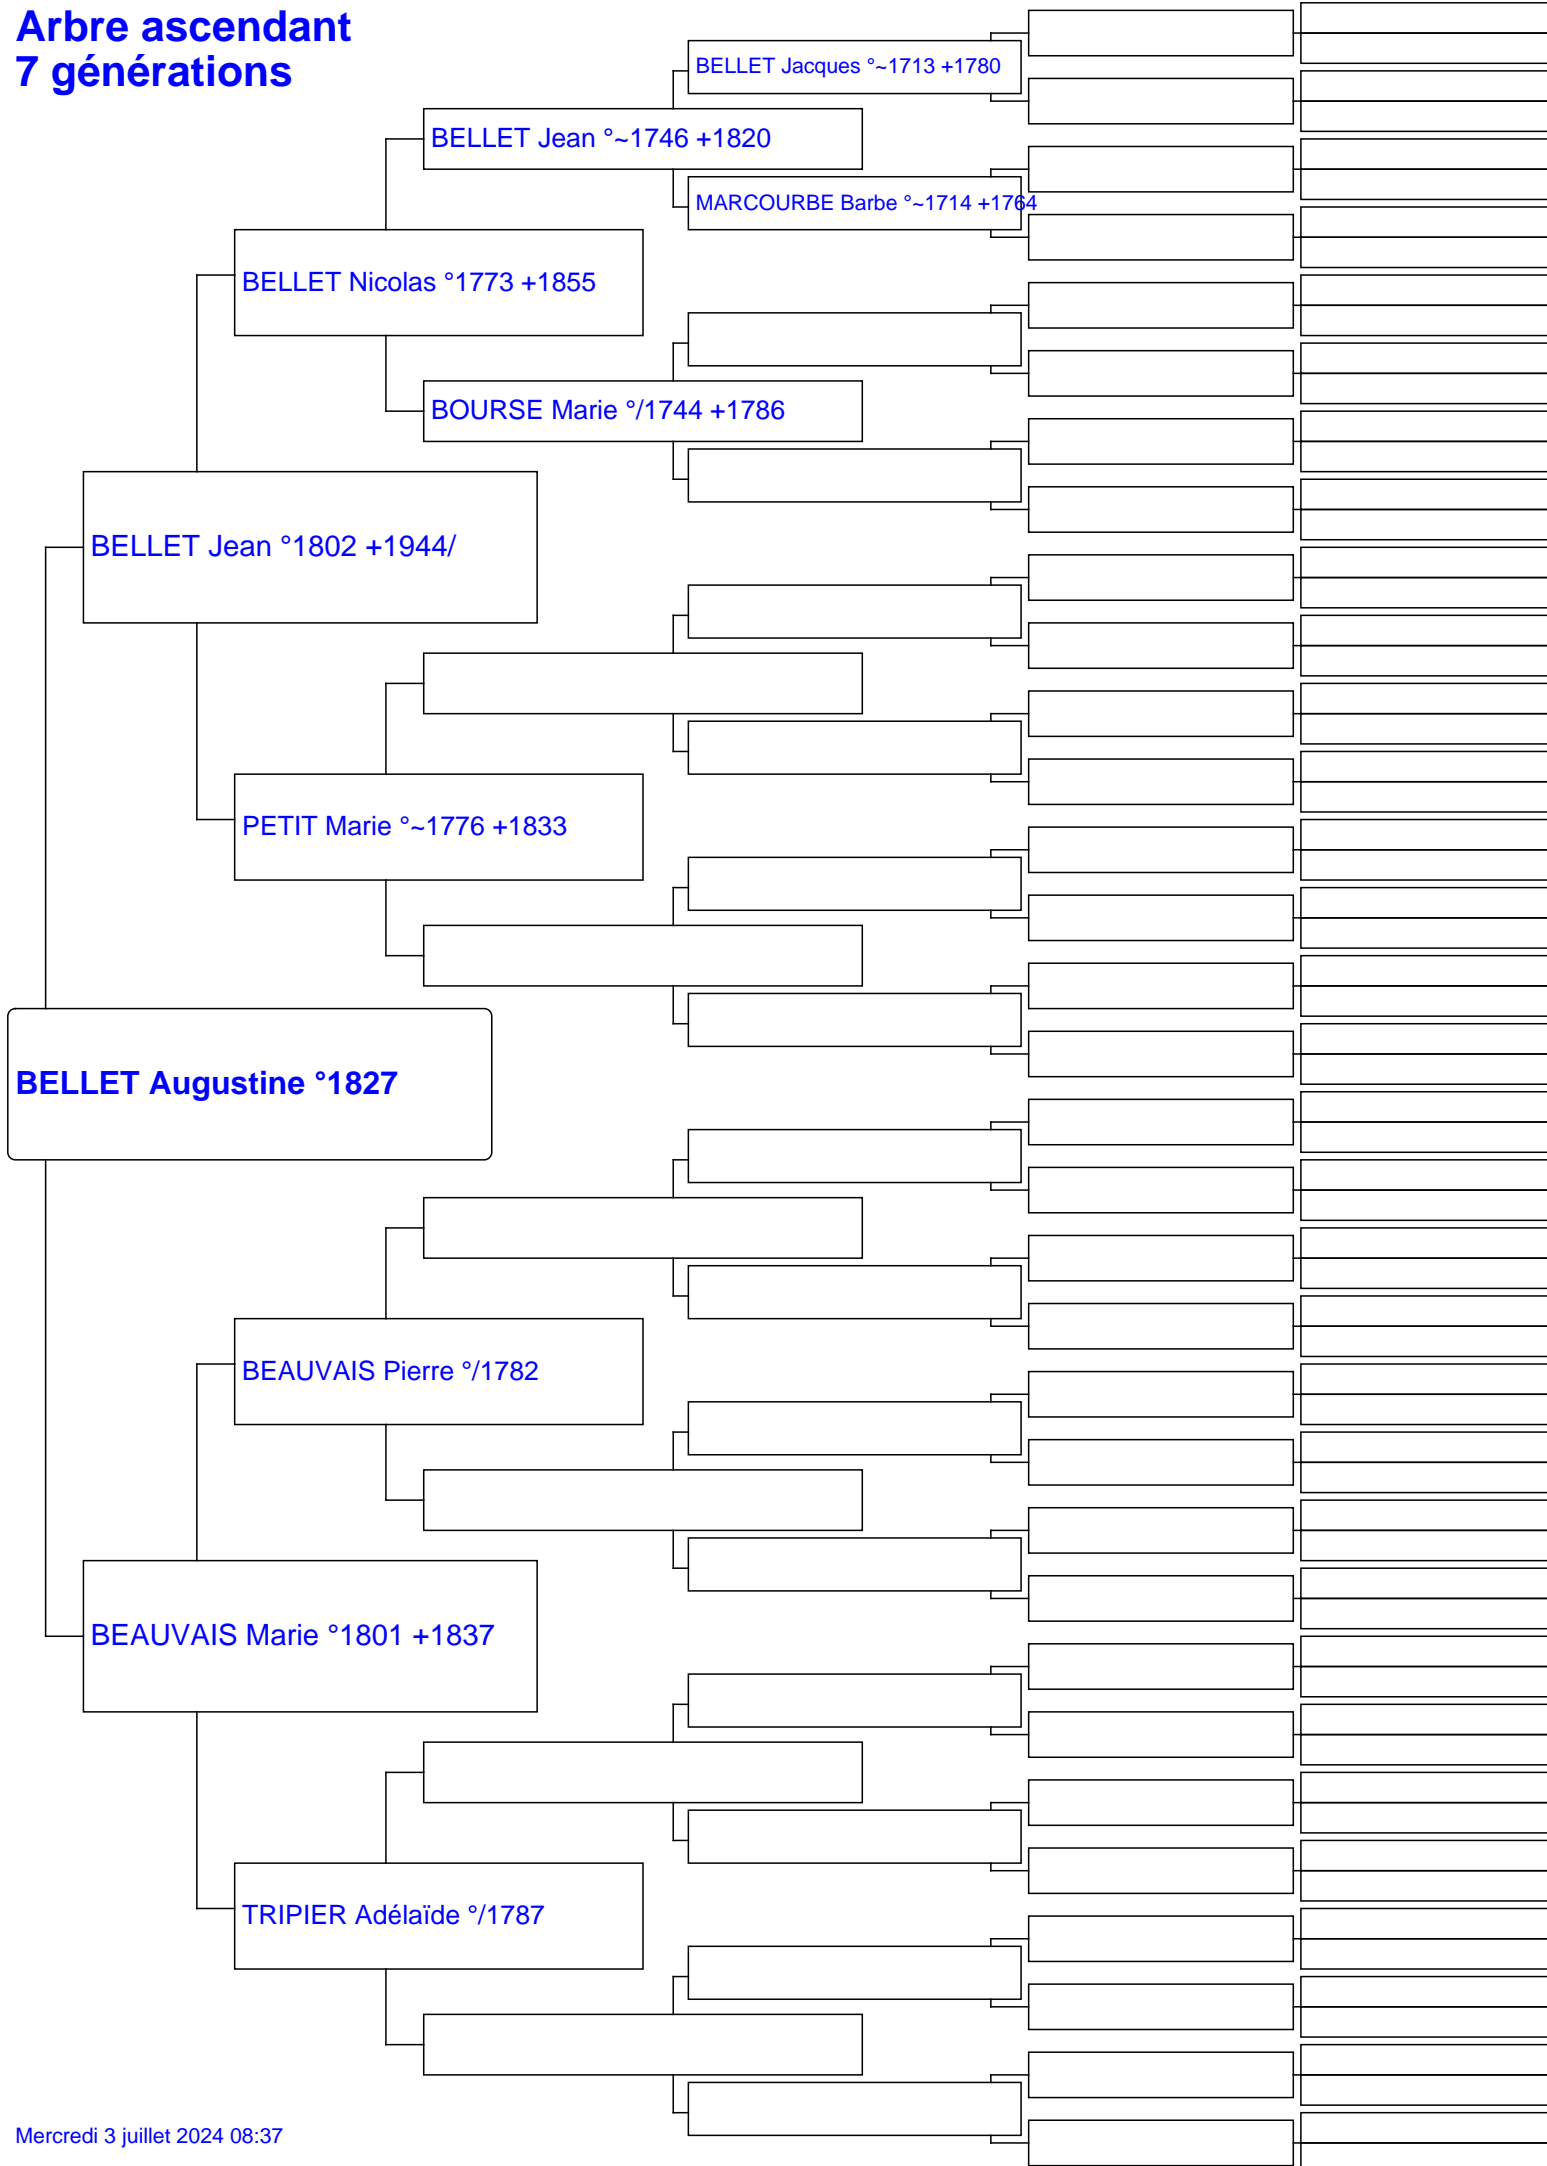 Arbre ascendant
7 générations
BELLET Jacques °~1713 +1780
BELLET Jean °~1746 +1820
MARCOURBE Barbe °~1714 +1764
BELLET Nicolas °1773 +1855
BOURSE Marie °/1744 +1786
BELLET Jean °1802 +1944/
PETIT Marie °~1776 +1833
BELLET Augustine °1827
BEAUVAIS Pierre °/1782
BEAUVAIS Marie °1801 +1837
TRIPIER Adélaïde °/1787
Mercredi 3 juillet 2024 08:37